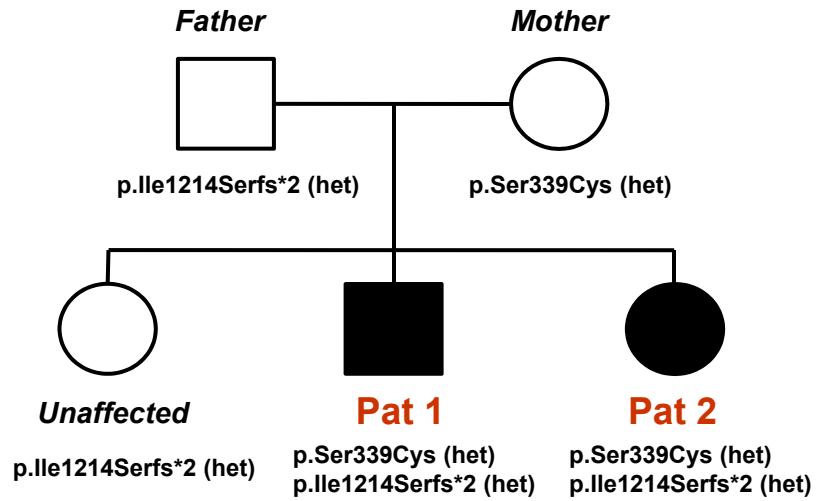 Father
Mother
p.Ile1214Serfs*2 (het)
p.Ser339Cys (het)
Unaffected
Pat 1
Pat 2
p.Ile1214Serfs*2 (het)
p.Ser339Cys (het)
p.Ile1214Serfs*2 (het)
p.Ser339Cys (het)
p.Ile1214Serfs*2 (het)